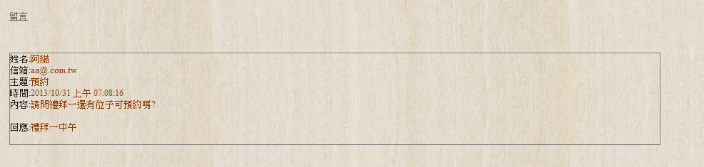 留言
姓名:阿貓
信箱:aa@.com.tw
主題:預約
時間:2013/10/31 上午 07:08:16
內容:請問禮拜一還有位子可預約嗎?
回應:禮拜一中午